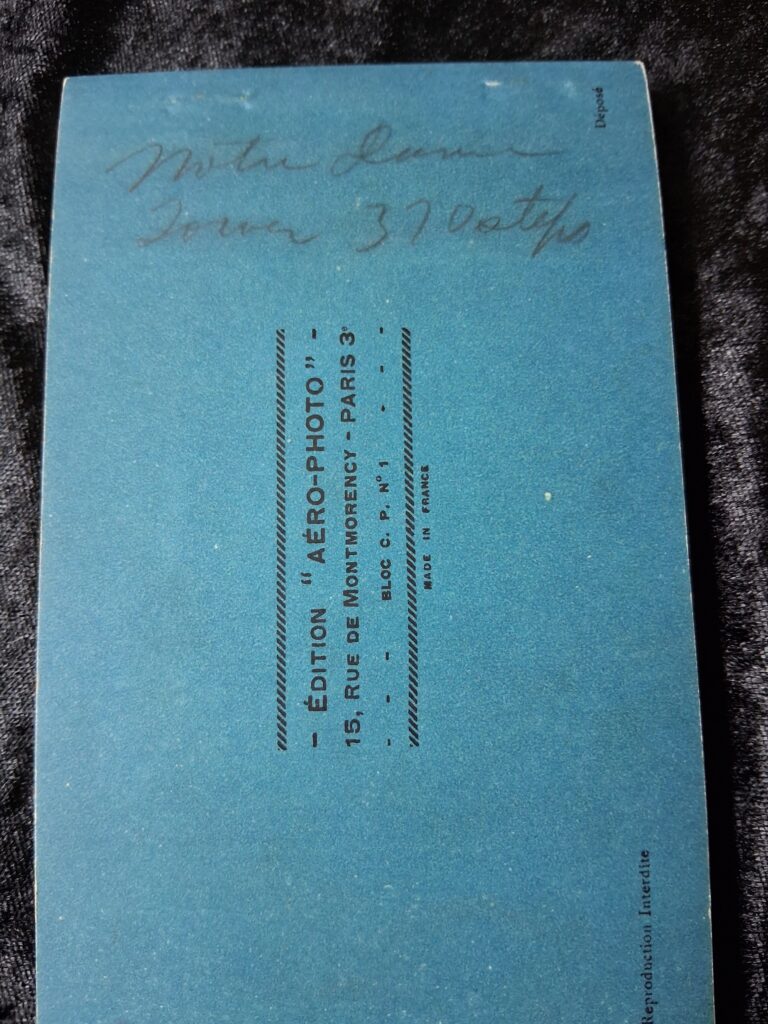 Notre Dame
Tower 370 steps
Déposé
- ÉDITION "AÉRO-PHOTO" -
15, RUE DE MONTMORENCY - PARIS 3e
- - - BLOC C. P. N° 1 - - -
MADE IN FRANCE
Reproduction Interdite